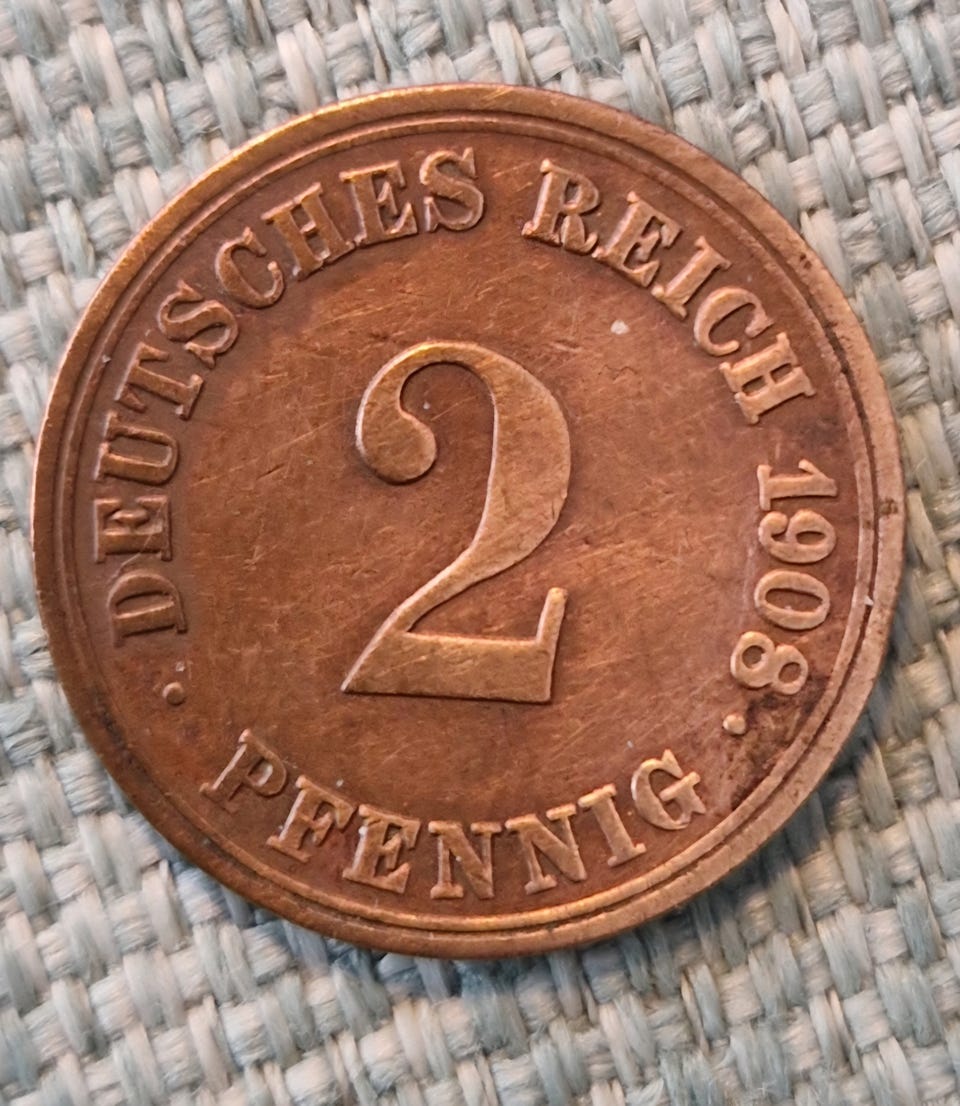 DEUTSCHES REICH 1908
2
· PFENNIG ·